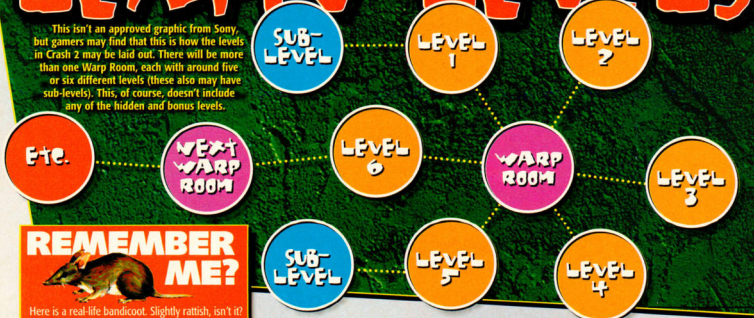 This isn't an approved graphic from Sony,
but gamers may find that this is how the levels
in Crash 2 may be laid out. There will be more
than one Warp Room, each with around five
or six different levels (these also may have
sub-levels). This, of course, doesn't include
any of the hidden and bonus levels.
SUB-
LEVEL
LEVEL
1
LEVEL
2
Etc.
NEXT
WARP
ROOM
LEVEL
6
WARP
ROOM
LEVEL
3
SUB-
LEVEL
LEVEL
5
LEVEL
4
REMEMBER
ME?
Here is a real-life bandicoot. Slightly rattish, isn't it?